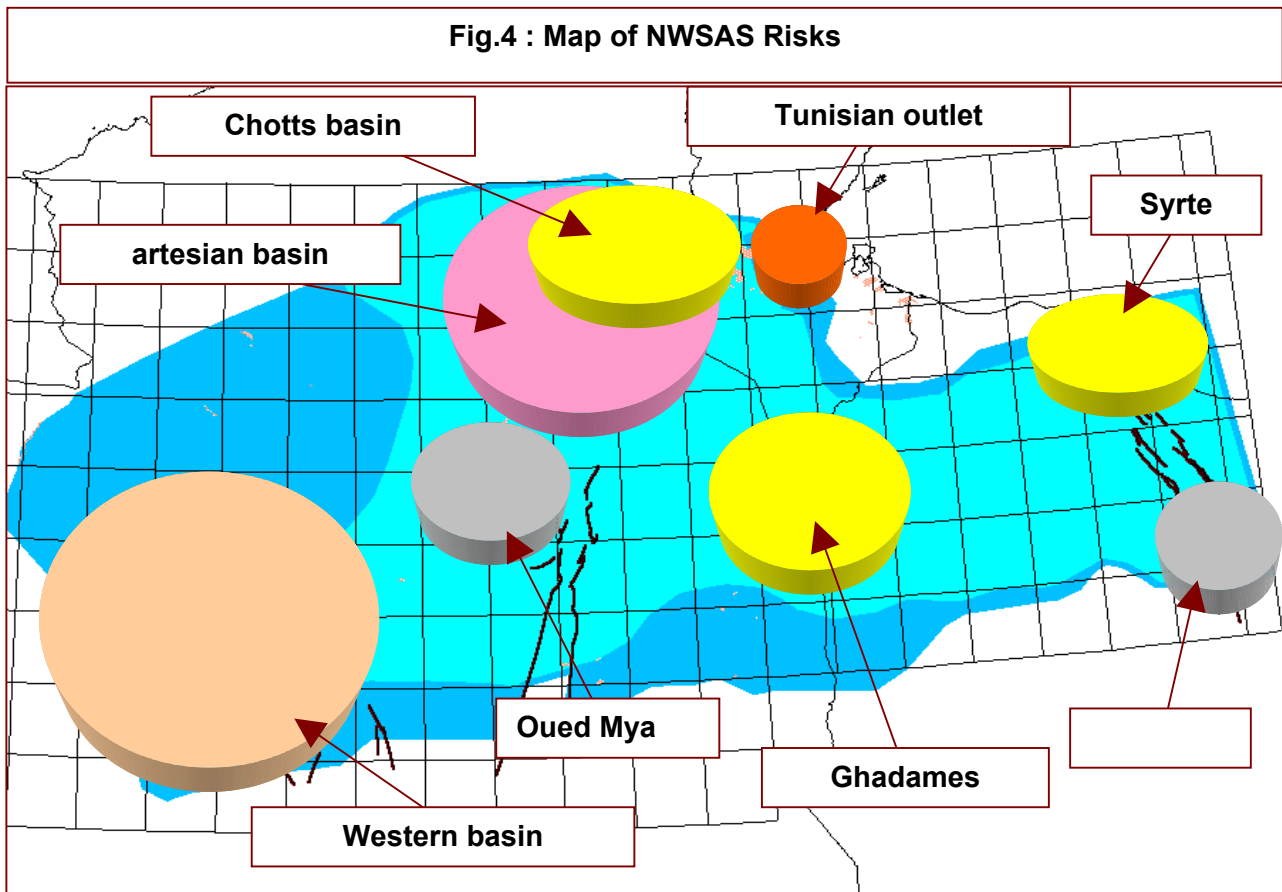 Fig.4 : Map of NWSAS Risks
Chotts basin
Tunisian outlet
Syrte
artesian basin
Oued Mya
Ghadames
Western basin